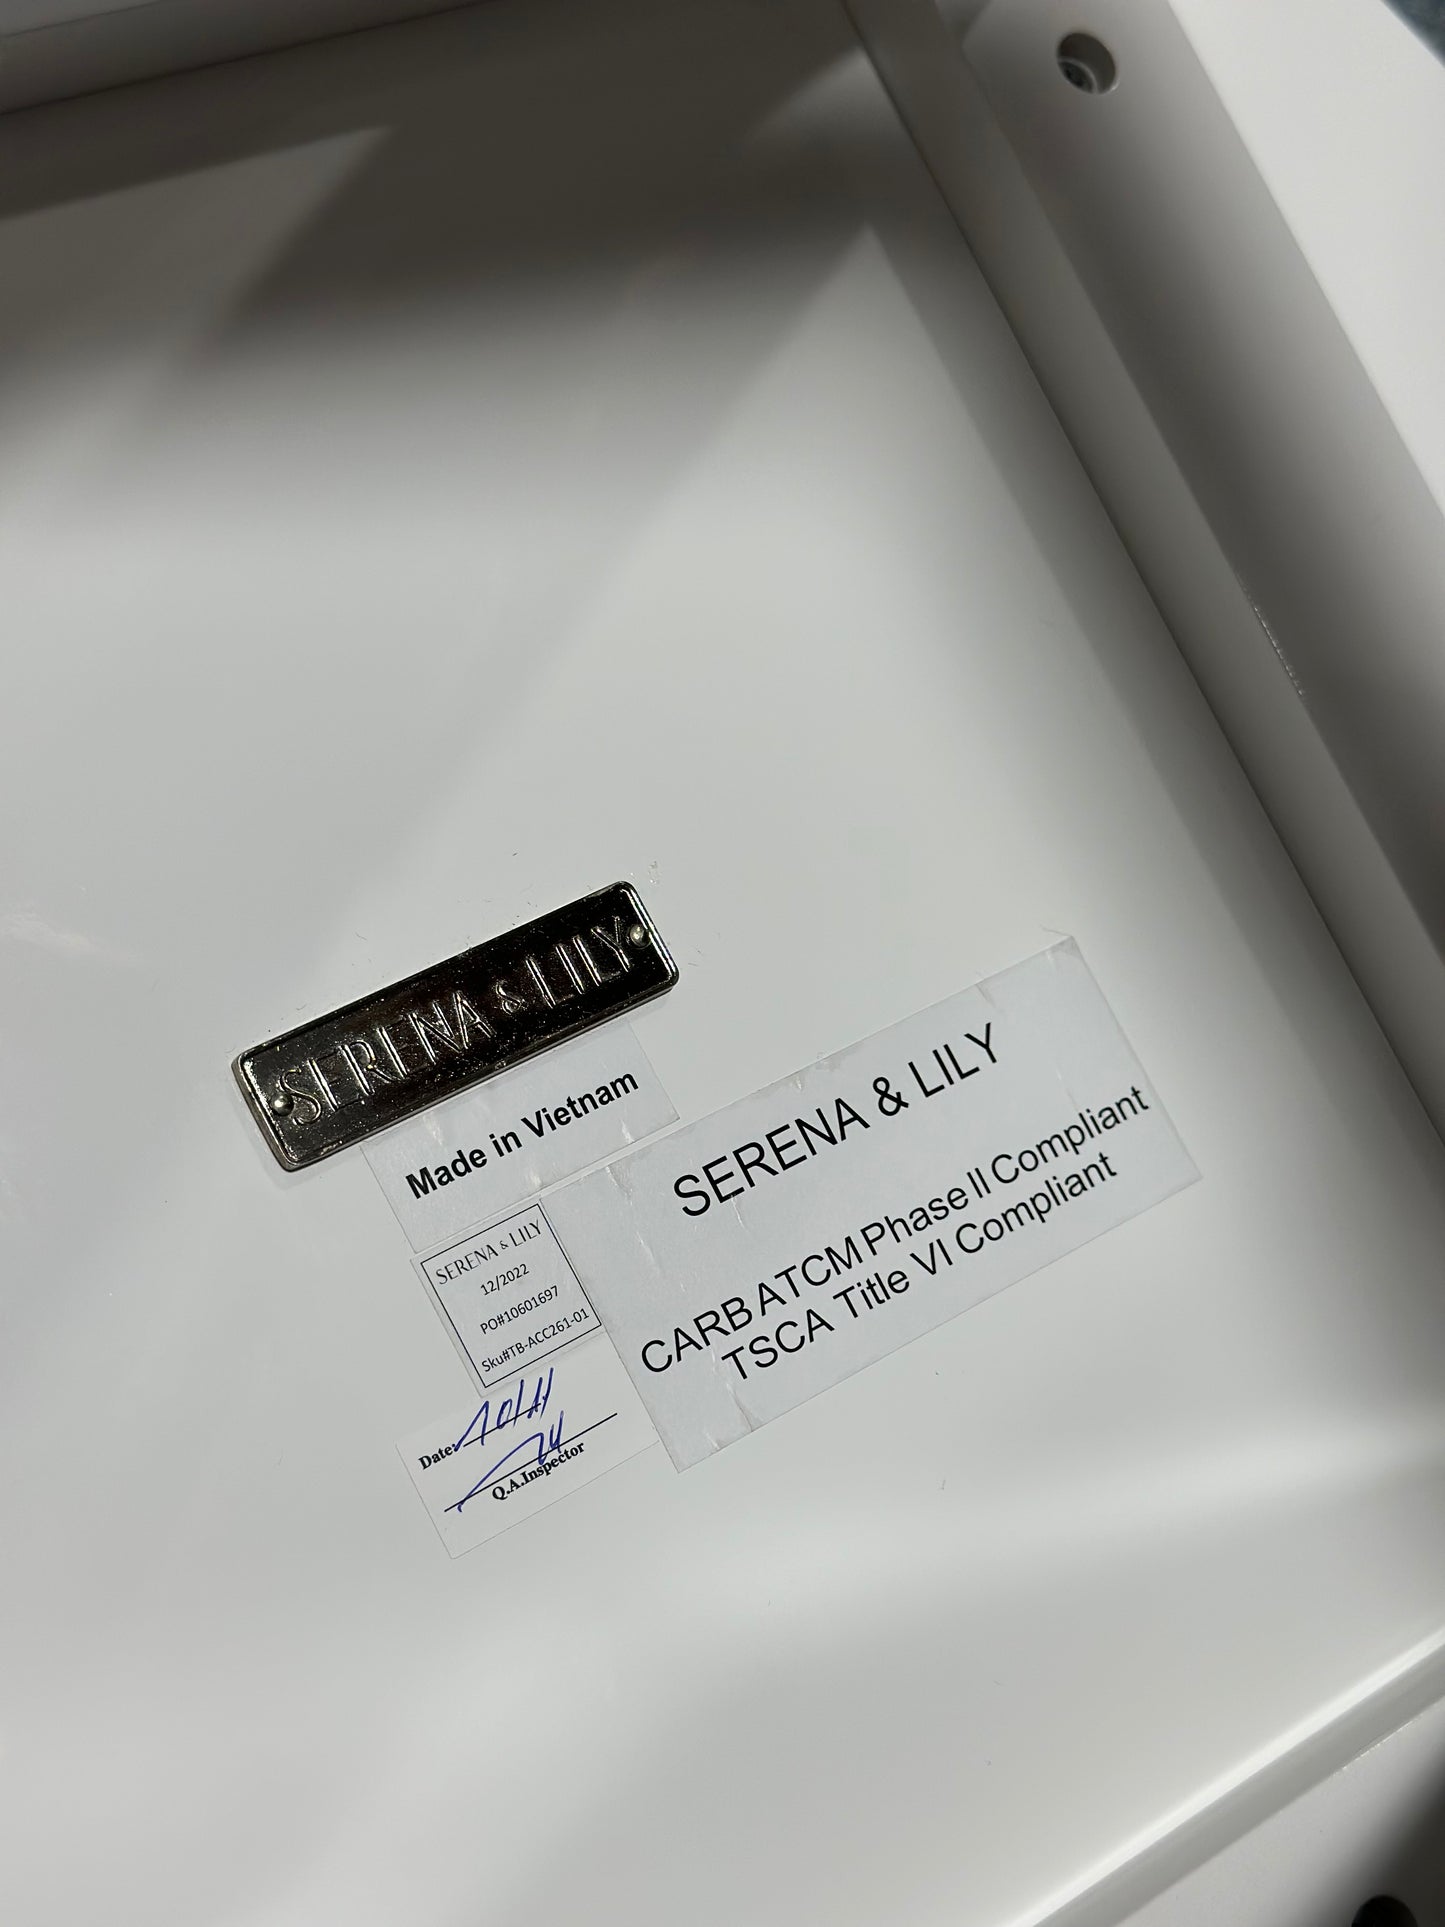 SERENA & LILY
Made in Vietnam
SERENA & LILY
12/2022
PO#10601697
Sku#TB-ACC261-01
Date:
Q.A.Inspector
SERENA & LILY
CARB ATCM Phase II Compliant
TSCA Title VI Compliant